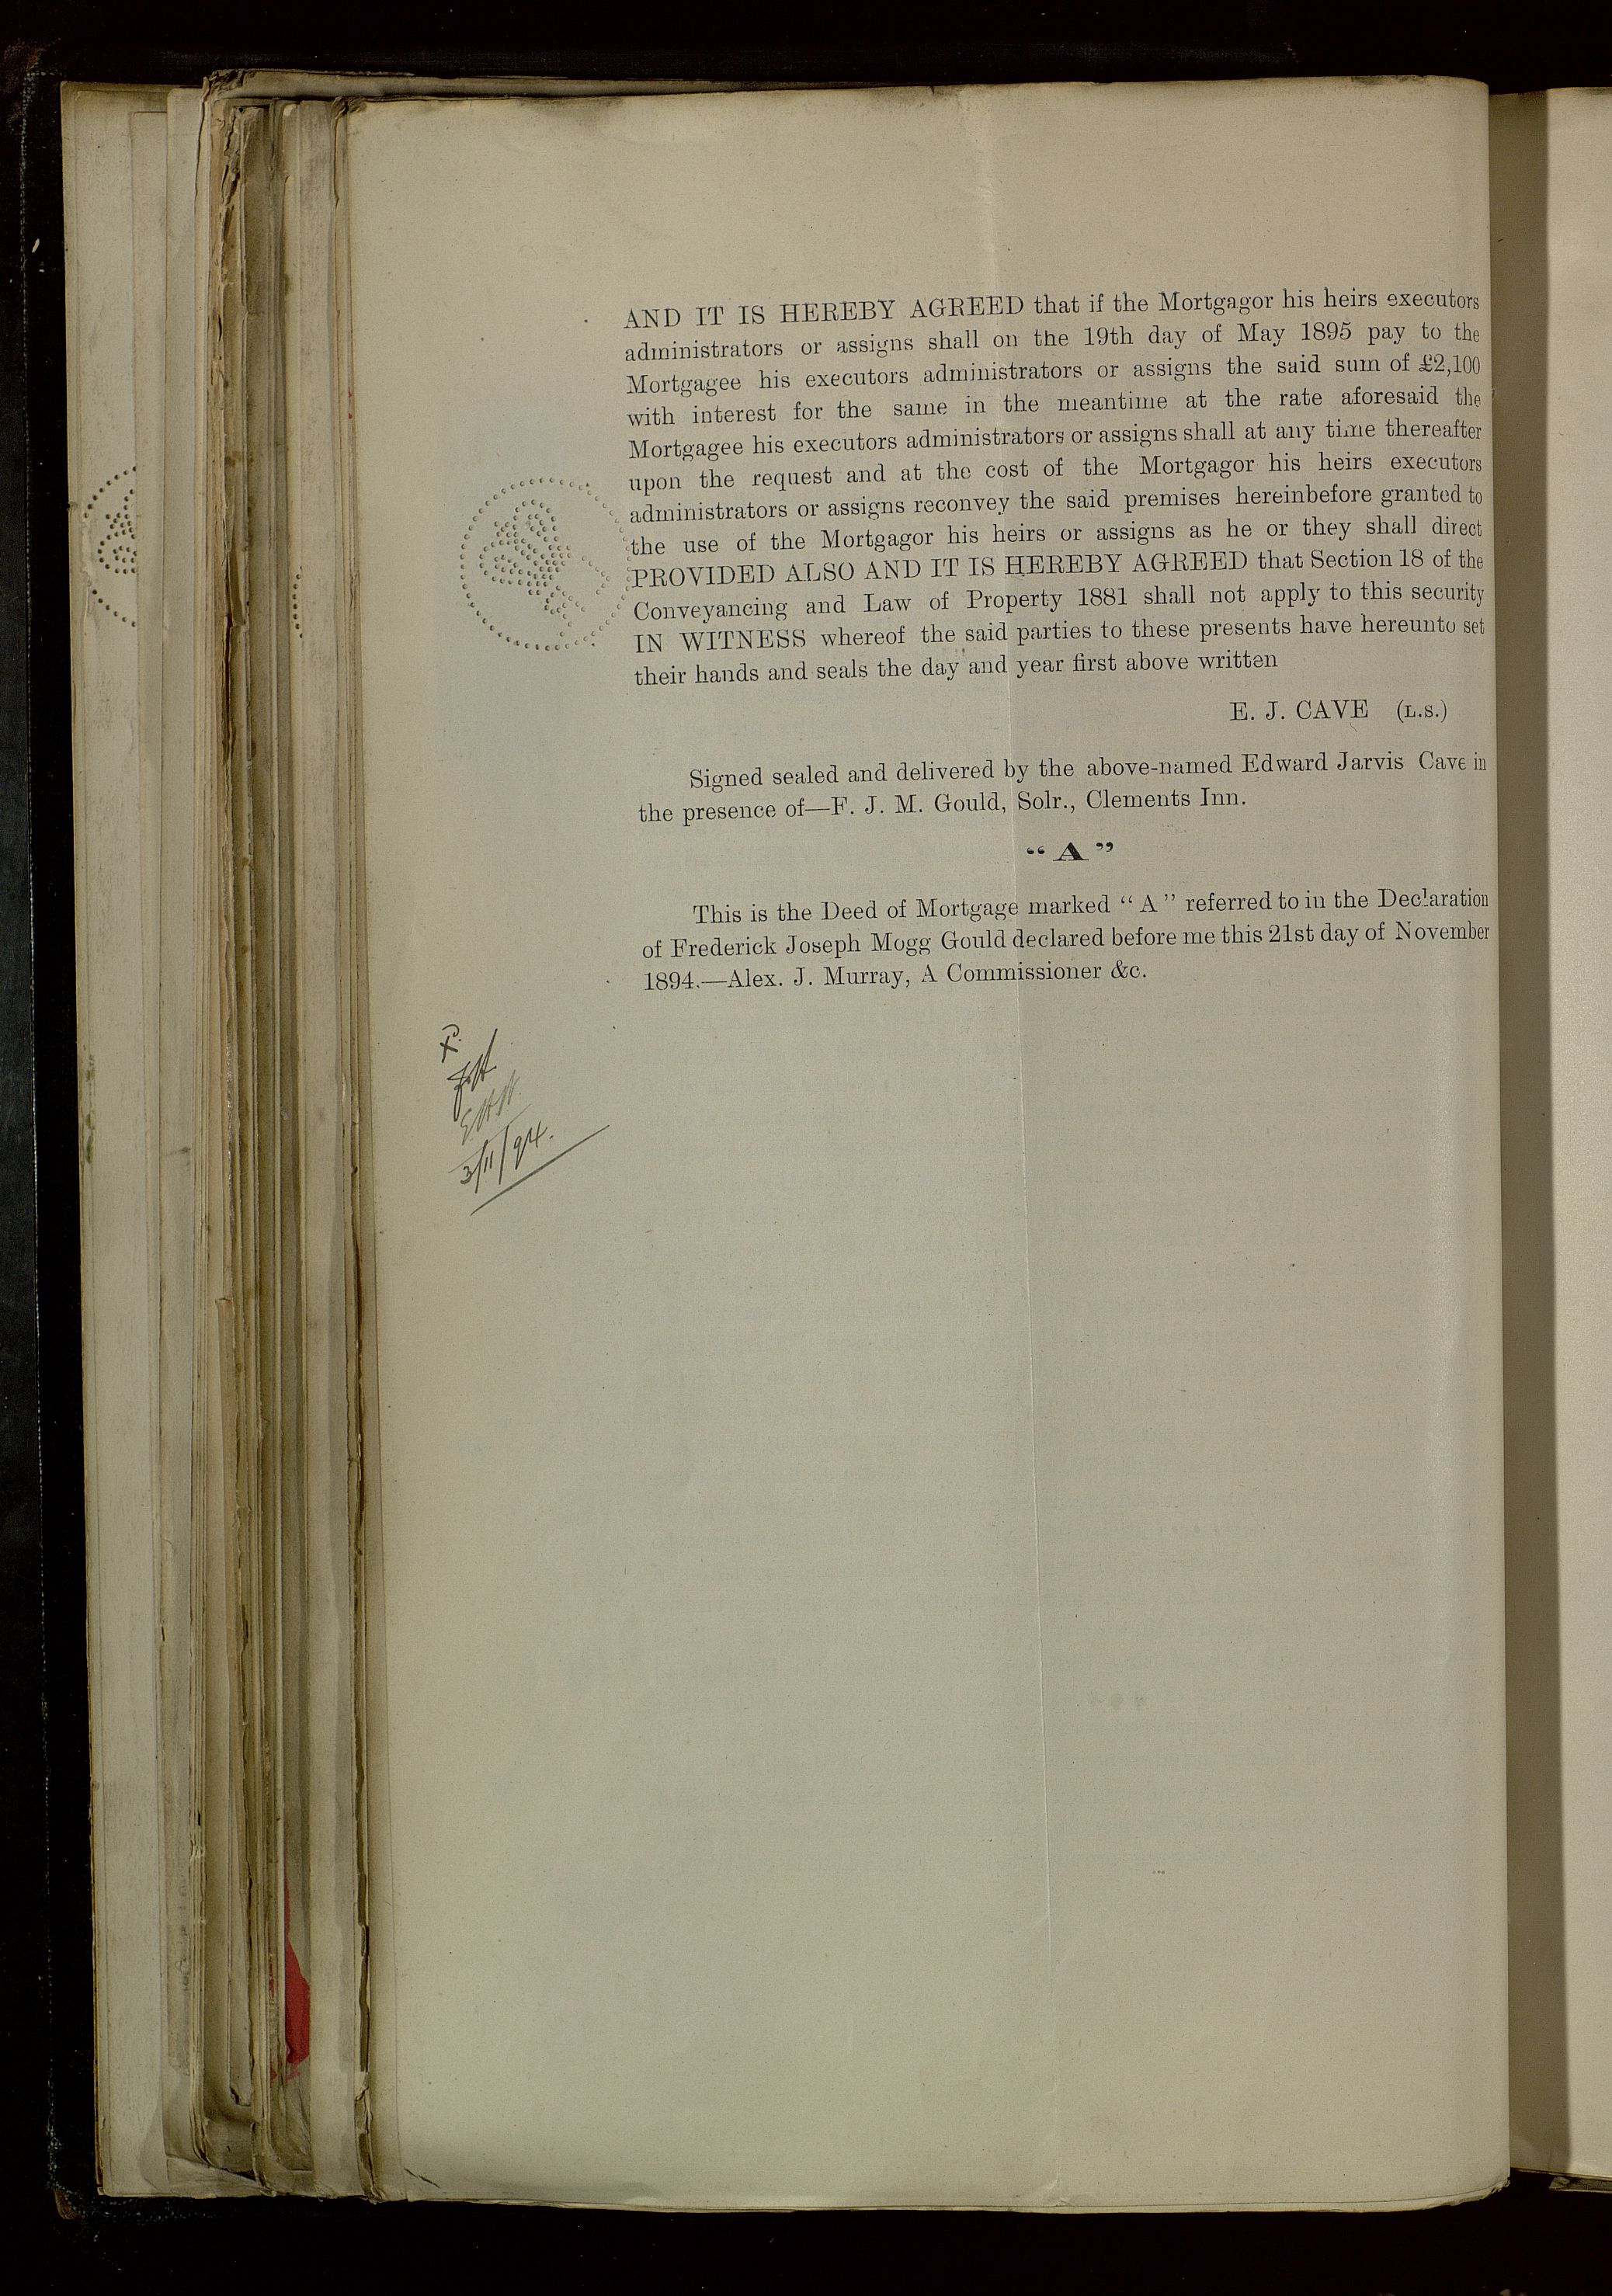 AND IT IS HEREBY AGREED that if the Mortgagor his heirs executors
administrators or assigns shall on the 19th day of May 1895 pay to the
Mortgagee his executors administrators or assigns the said sum of £2,100
with interest for the same in the meantime at the rate aforesaid the
Mortgagee his executors administrators or assigns shall at any time thereafter
upon the request and at the cost of the Mortgagor his heirs executors
administrators or assigns reconvey the said premises hereinbefore granted to
the use of the Mortgagor his heirs or assigns as he or they shall direct
PROVIDED ALSO AND IT IS HEREBY AGREED that Section 18 of the
Conveyancing and Law of Property 1881 shall not apply to this security
IN WITNESS whereof the said parties to these presents have hereunto set
their hands and seals the day and year first above written
E. J. CAVE (L.S.)
Signed sealed and delivered by the above-named Edward Jarvis Cave in
the presence of—F. J. M. Gould, Solr., Clements Inn.
“ A ”
This is the Deed of Mortgage marked “ A ” referred to in the Declaration
of Frederick Joseph Mogg Gould declared before me this 21st day of November
1894.—Alex. J. Murray, A Commissioner &c.
3/11/94.